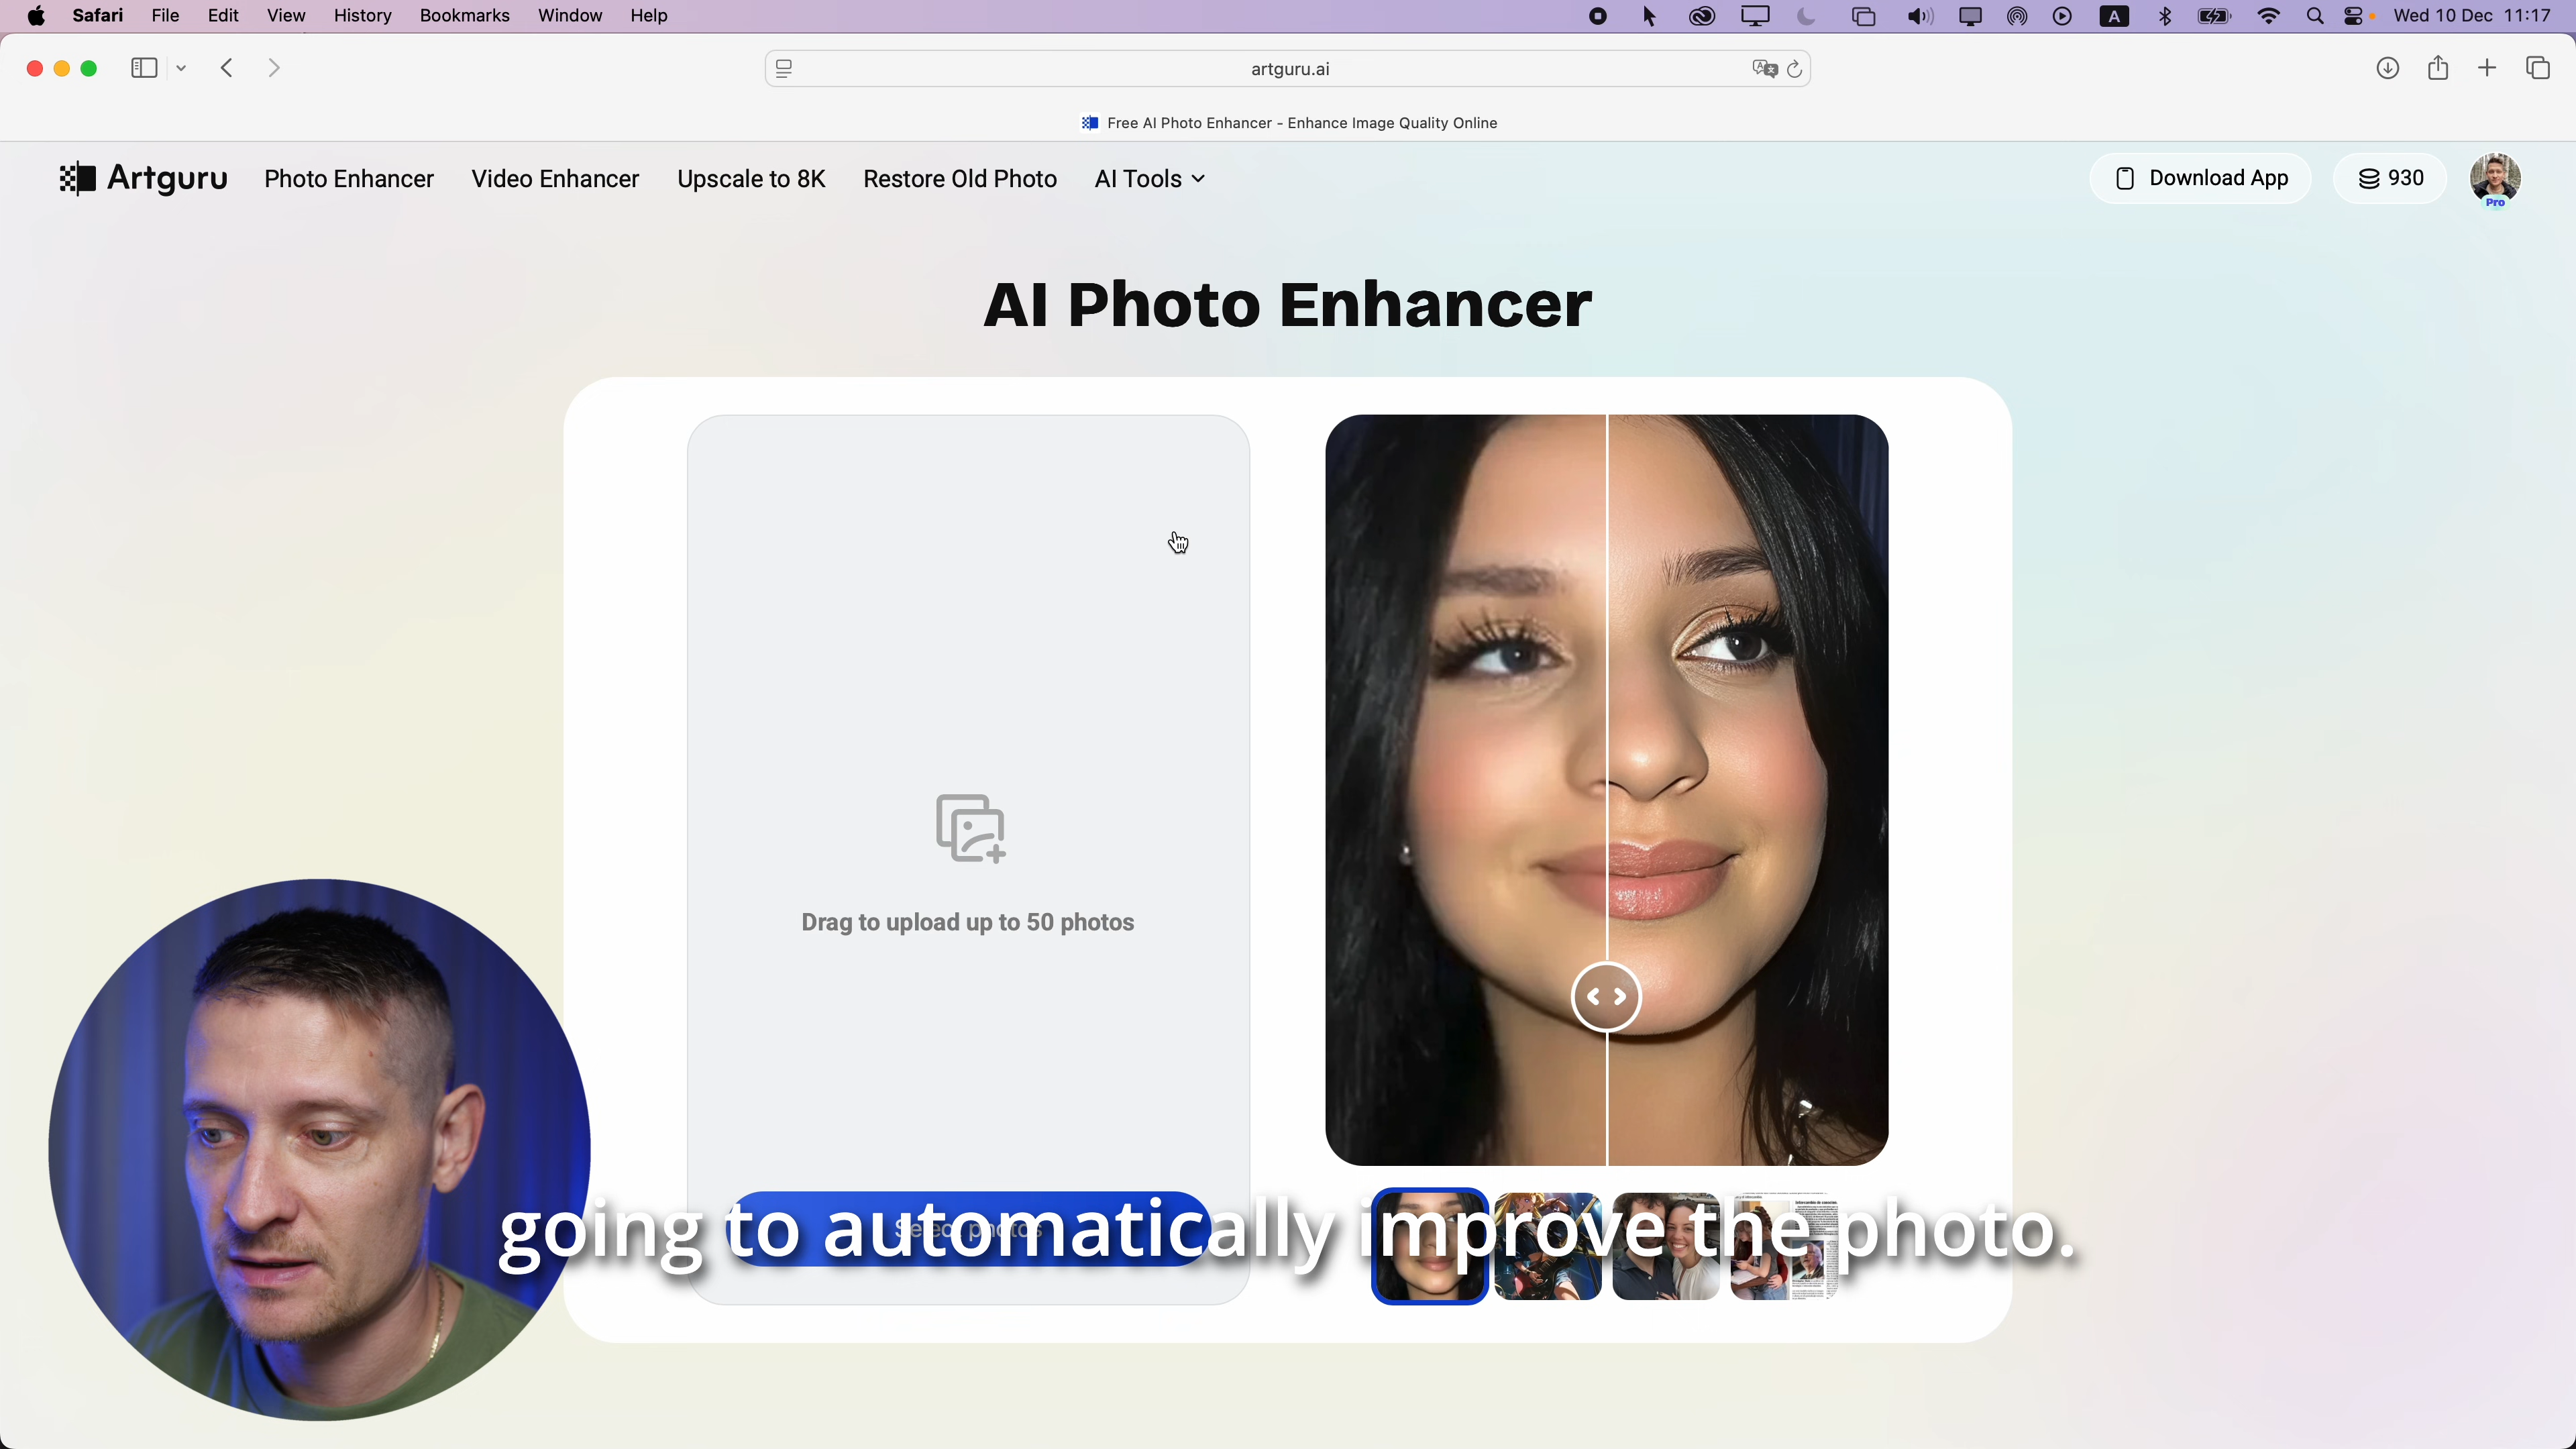 Safari File Edit View History Bookmarks Window Help
A
Wed 10 Dec 11:17
artguru.ai
Free AI Photo Enhancer - Enhance Image Quality Online
Artguru
Photo Enhancer
Video Enhancer
Upscale to 8K
Restore Old Photo
AI Tools
Download App
930
Pro
AI Photo Enhancer
Drag to upload up to 50 photos
Select photos
going to automatically improve the photo.